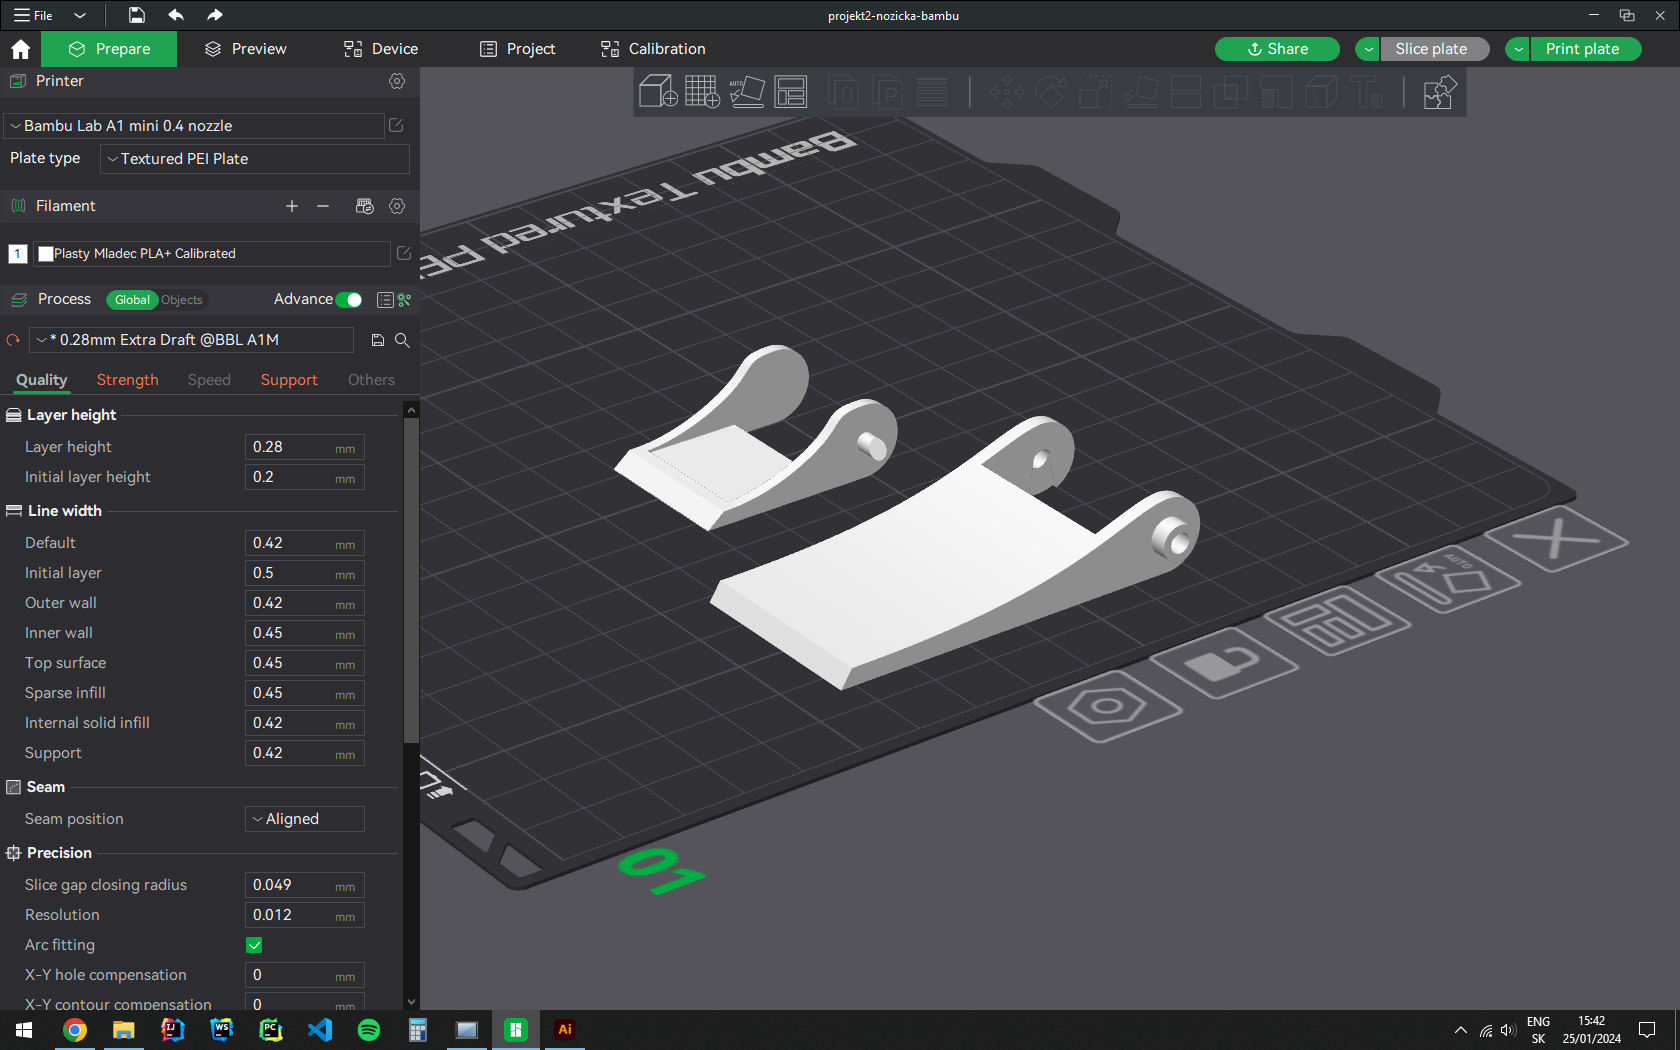 File
projekt2-nozicka-bambu
Prepare
Preview
Device
Project
Calibration
Share
Slice plate
Print plate
Printer
Bambu Lab A1 mini 0.4 nozzle
Plate type
Textured PEI Plate
Filament
1
Plasty Mladec PLA+ Calibrated
Process
Global
Objects
Advance
* 0.28mm Extra Draft @BBL A1M
Quality
Strength
Speed
Support
Others
Layer height
Layer height 0.28 mm
Initial layer height 0.2 mm
Line width
Default 0.42 mm
Initial layer 0.5 mm
Outer wall 0.42 mm
Inner wall 0.45 mm
Top surface 0.45 mm
Sparse infill 0.45 mm
Internal solid infill 0.42 mm
Support 0.42 mm
Seam
Seam position Aligned
Precision
Slice gap closing radius 0.049 mm
Resolution 0.012 mm
Arc fitting
X-Y hole compensation 0 mm
X-Y contour compensation 0 mm
AUTO
Bambu Textured PE
AUTO
01
IJ
WS
PC
Ai
ENG
SK
15:42
25/01/2024